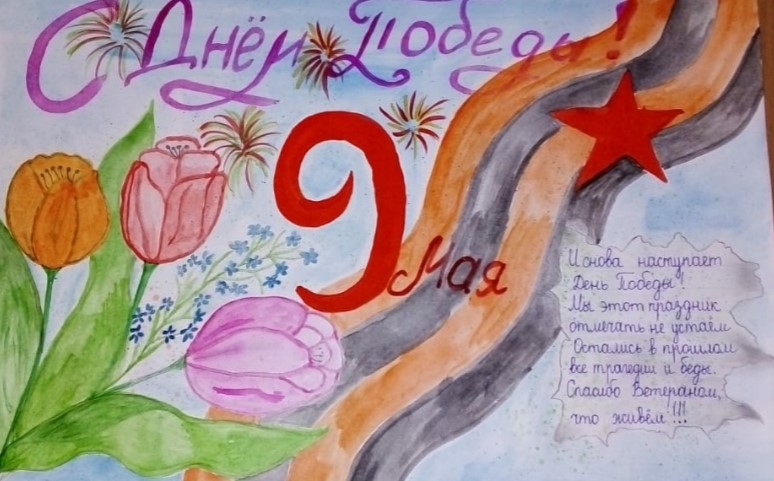 С Днём Победы!
9
Мая
И снова наступает
День Победы!
Мы этот праздник
отмечать не устаём
Остались в прошлом
все трагедии и беды.
Спасибо Ветеранам,
что живём!!!